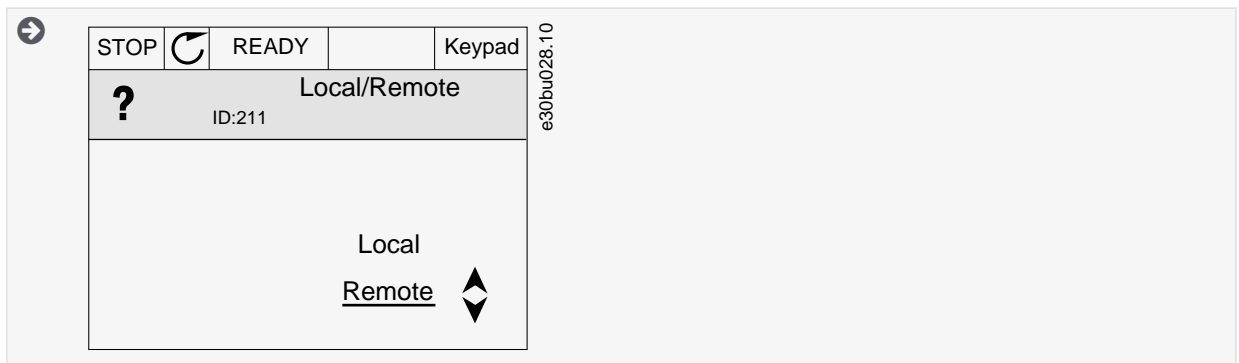 STOP READY Keypad
? Local/Remote
ID:211
Local
Remote
e30bu028.10